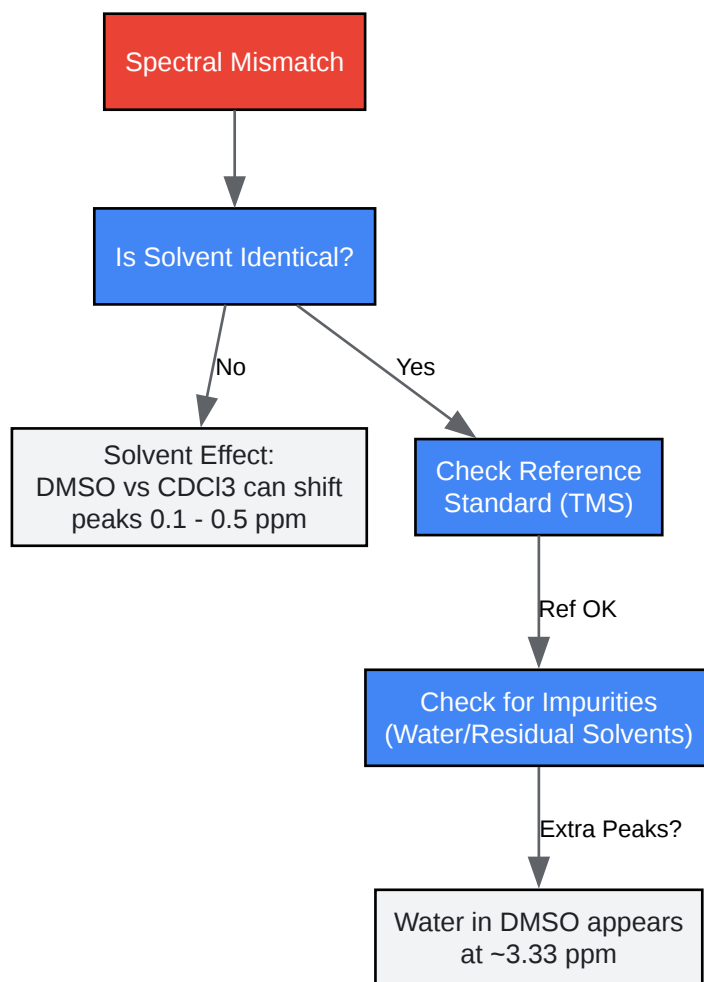 Spectral Mismatch
Is Solvent Identical?
No
Yes
Solvent Effect:
DMSO vs CDCl3 can shift
peaks 0.1 - 0.5 ppm
Check Reference
Standard (TMS)
Ref OK
Check for Impurities
(Water/Residual Solvents)
Extra Peaks?
Water in DMSO appears
at ~3.33 ppm